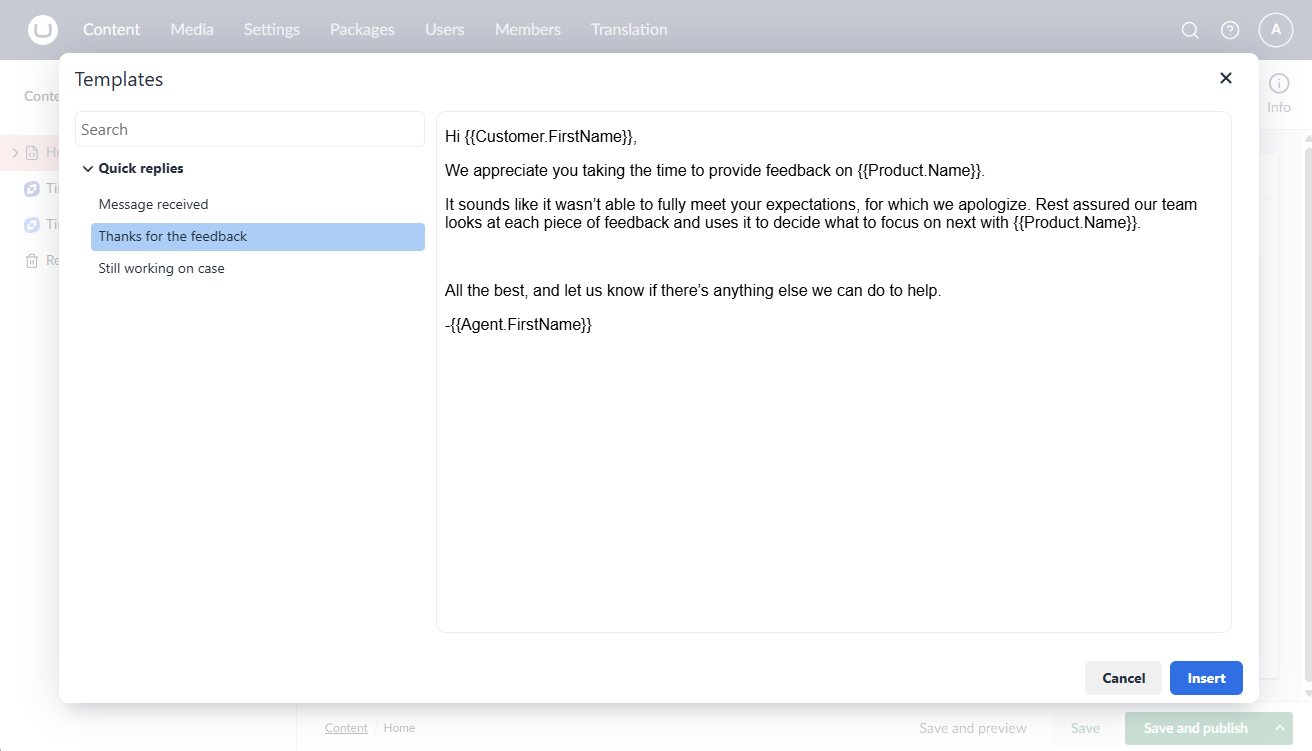 Content Media Settings Packages Users Members Translation A
Templates
Info
Search
Quick replies
Message received
Thanks for the feedback
Still working on case
Hi {{Customer.FirstName}},
We appreciate you taking the time to provide feedback on {{Product.Name}}.
It sounds like it wasn’t able to fully meet your expectations, for which we apologize. Rest assured our team
looks at each piece of feedback and uses it to decide what to focus on next with {{Product.Name}}.
All the best, and let us know if there’s anything else we can do to help.
-{{Agent.FirstName}}
Cancel Insert
Content / Home Save and preview Save Save and publish